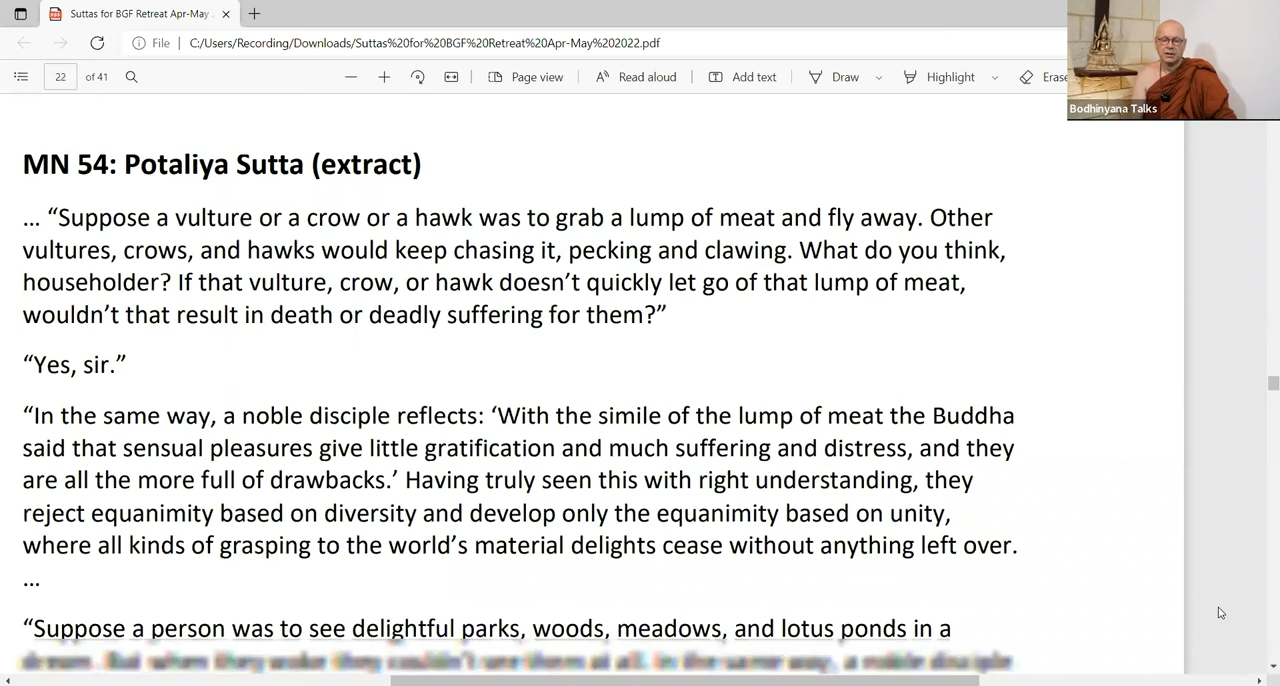 Suttas for BGF Retreat Apr-May
File
C:/Users/Recording/Downloads/Suttas%20for%20BGF%20Retreat%20Apr-May%202022.pdf
22 of 41
Page view
Read aloud
Add text
Draw
Highlight
Bodhinyana Talks
MN 54: Potaliya Sutta (extract)
... “Suppose a vulture or a crow or a hawk was to grab a lump of meat and fly away. Other
vultures, crows, and hawks would keep chasing it, pecking and clawing. What do you think,
householder? If that vulture, crow, or hawk doesn’t quickly let go of that lump of meat,
wouldn’t that result in death or deadly suffering for them?”
“Yes, sir.”
“In the same way, a noble disciple reflects: ‘With the simile of the lump of meat the Buddha
said that sensual pleasures give little gratification and much suffering and distress, and they
are all the more full of drawbacks.’ Having truly seen this with right understanding, they
reject equanimity based on diversity and develop only the equanimity based on unity,
where all kinds of grasping to the world’s material delights cease without anything left over.
...
“Suppose a person was to see delightful parks, woods, meadows, and lotus ponds in a